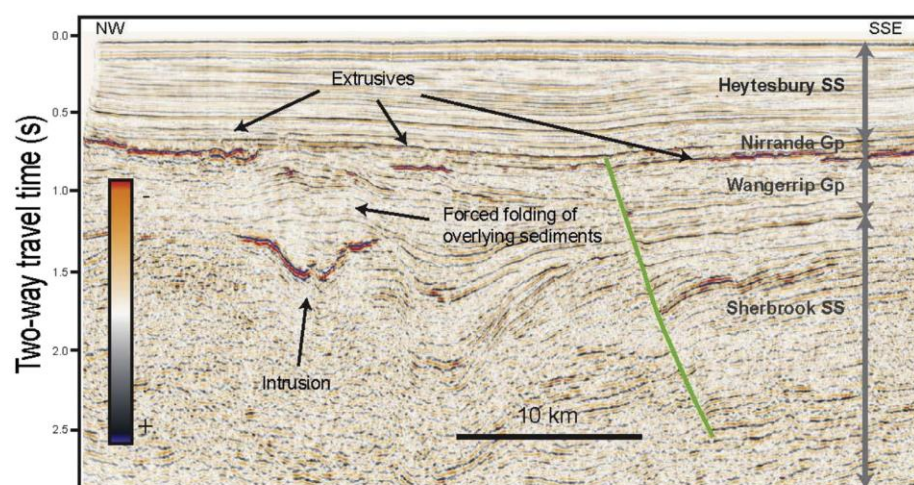 NW
SSE
0.0
Extrusives
Heytesbury SS
0.5
Nirranda Gp
Wangerrip Gp
1.0
-
Forced folding of
overlying sediments
Two-way travel time (s)
1.5
Sherbrook SS
2.0
Intrusion
10 km
2.5
+